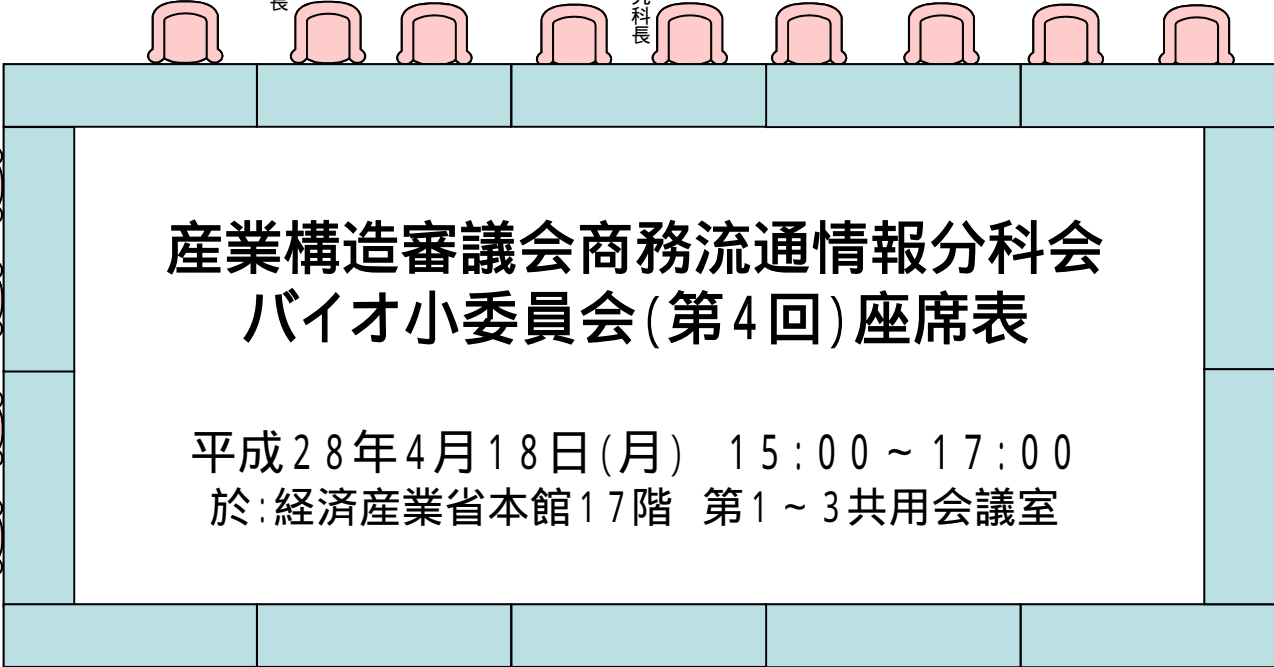 長
科長
産業構造審議会商務流通情報分科会
バイオ小委員会(第4回)座席表
平成28年4月18日(月) 15:00~17:00
於:経済産業省本館17階 第1~3共用会議室